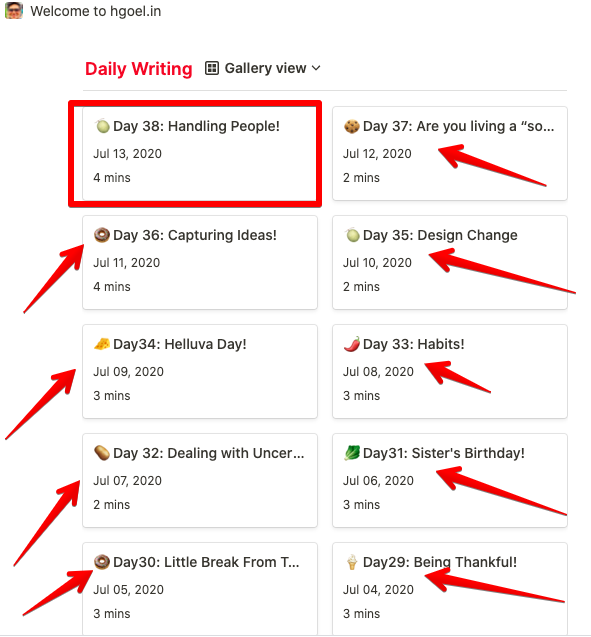 Welcome to hgoel.in
Daily Writing Gallery view
Day 38: Handling People!
Jul 13, 2020
4 mins
Day 37: Are you living a “so...
Jul 12, 2020
2 mins
Day 36: Capturing Ideas!
Jul 11, 2020
4 mins
Day 35: Design Change
Jul 10, 2020
2 mins
Day34: Helluva Day!
Jul 09, 2020
3 mins
Day 33: Habits!
Jul 08, 2020
3 mins
Day 32: Dealing with Uncer...
Jul 07, 2020
2 mins
Day31: Sister's Birthday!
Jul 06, 2020
3 mins
Day30: Little Break From T...
Jul 05, 2020
3 mins
Day29: Being Thankful!
Jul 04, 2020
3 mins